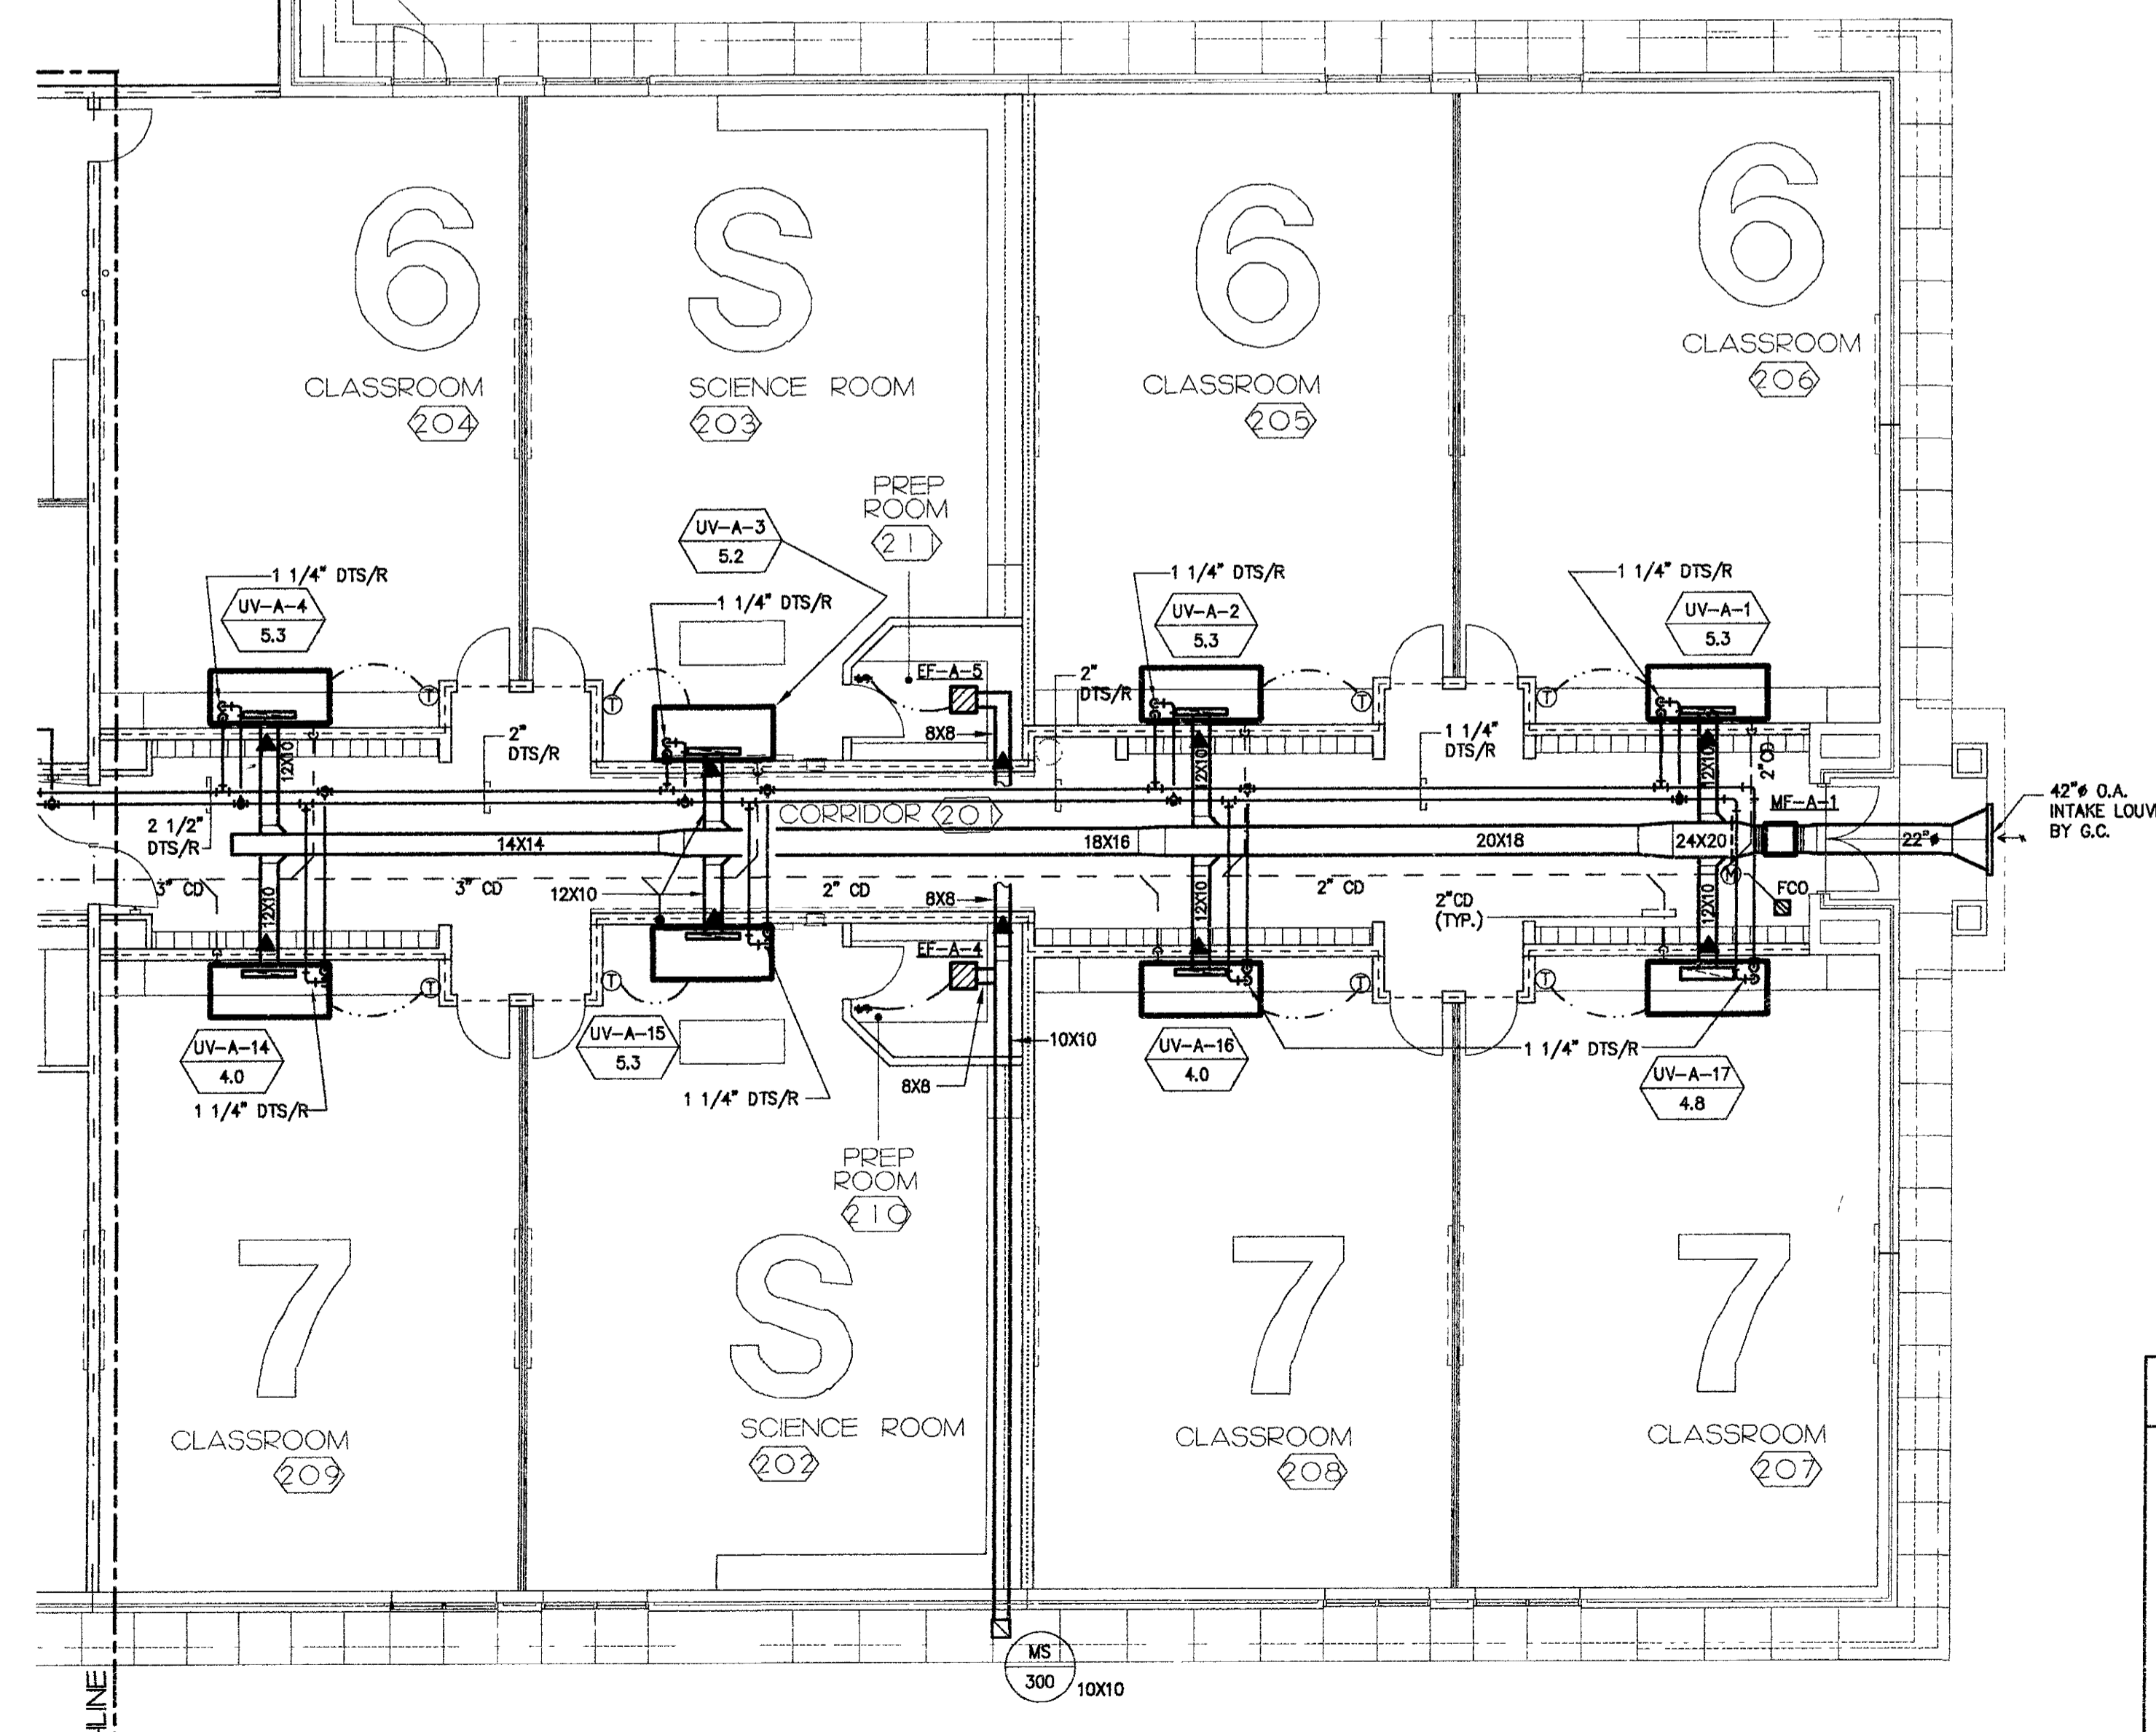 6
S
6
6
CLASSROOM
204
SCIENCE ROOM
203
CLASSROOM
205
CLASSROOM
206
PREP
ROOM
211
UV-A-3
5.2
1 1/4" DTS/R
UV-A-4
5.3
1 1/4" DTS/R
1 1/4" DTS/R
UV-A-2
5.3
1 1/4" DTS/R
UV-A-1
5.3
EF-A-5
8X8
T
T
T
T
2"
DTS/R
2"
DTS/R
1 1/4"
DTS/R
12X10
12X10
12X10
2"CD
MF-A-1
CORRIDOR 201
2 1/2"
DTS/R
14X14
18X16
20X18
24X20
22"ø
42"ø O.A.
INTAKE LOUV
BY G.C.
3" CD
3" CD
2" CD
2" CD
12X10
12X10
8X8
12X10
2"CD
(TYP.)
12X10
M
FCO
EF-A-4
T
T
T
T
UV-A-14
4.0
1 1/4" DTS/R
UV-A-15
5.3
1 1/4" DTS/R
8X8
10X10
UV-A-16
4.0
1 1/4" DTS/R
UV-A-17
4.8
PREP
ROOM
210
7
S
7
7
CLASSROOM
209
SCIENCE ROOM
202
CLASSROOM
208
CLASSROOM
207
MS
300
10X10
HLINE